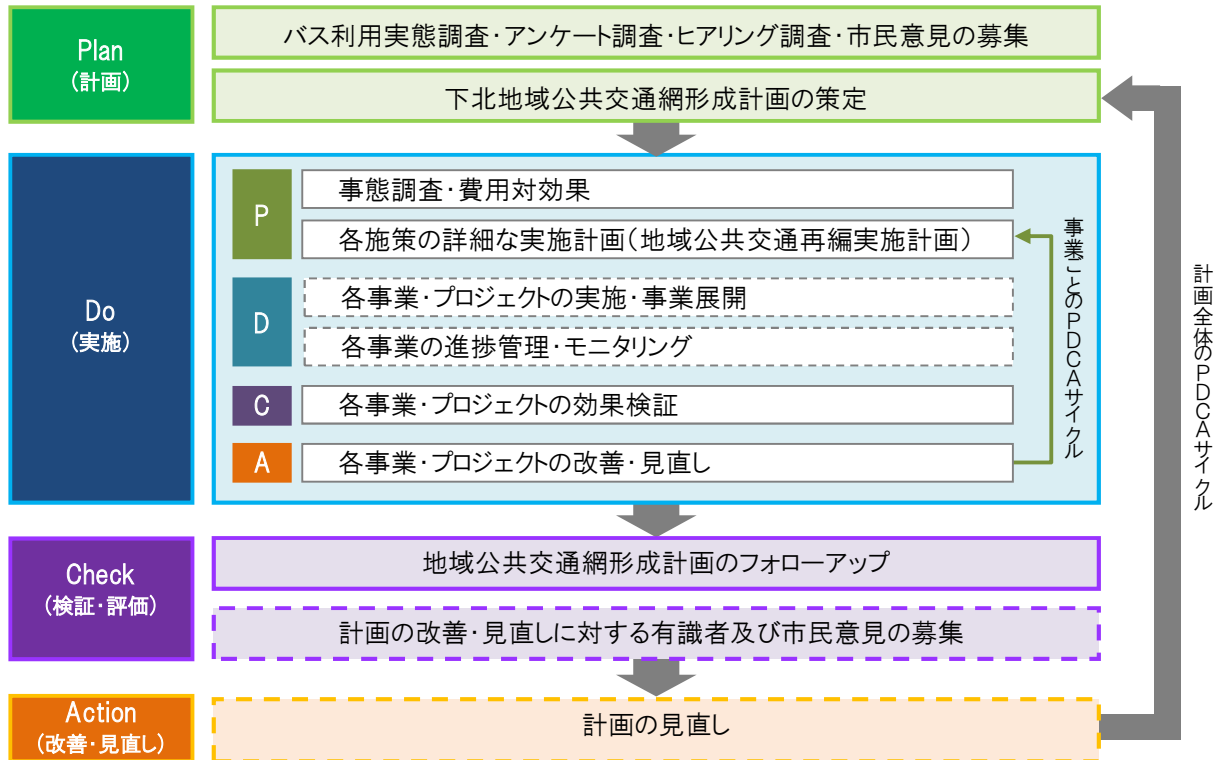 Plan
(計画)
バス利用実態調査・アンケート調査・ヒアリング調査・市民意見の募集
下北地域公共交通網形成計画の策定
Do
(実施)
P
事態調査・費用対効果
各施策の詳細な実施計画(地域公共交通再編実施計画)
D
各事業・プロジェクトの実施・事業展開
各事業の進捗管理・モニタリング
C
各事業・プロジェクトの効果検証
A
各事業・プロジェクトの改善・見直し
事業ごとのPDCAサイクル
Check
(検証・評価)
地域公共交通網形成計画のフォローアップ
計画の改善・見直しに対する有識者及び市民意見の募集
Action
(改善・見直し)
計画の見直し
計画全体のPDCAサイクル